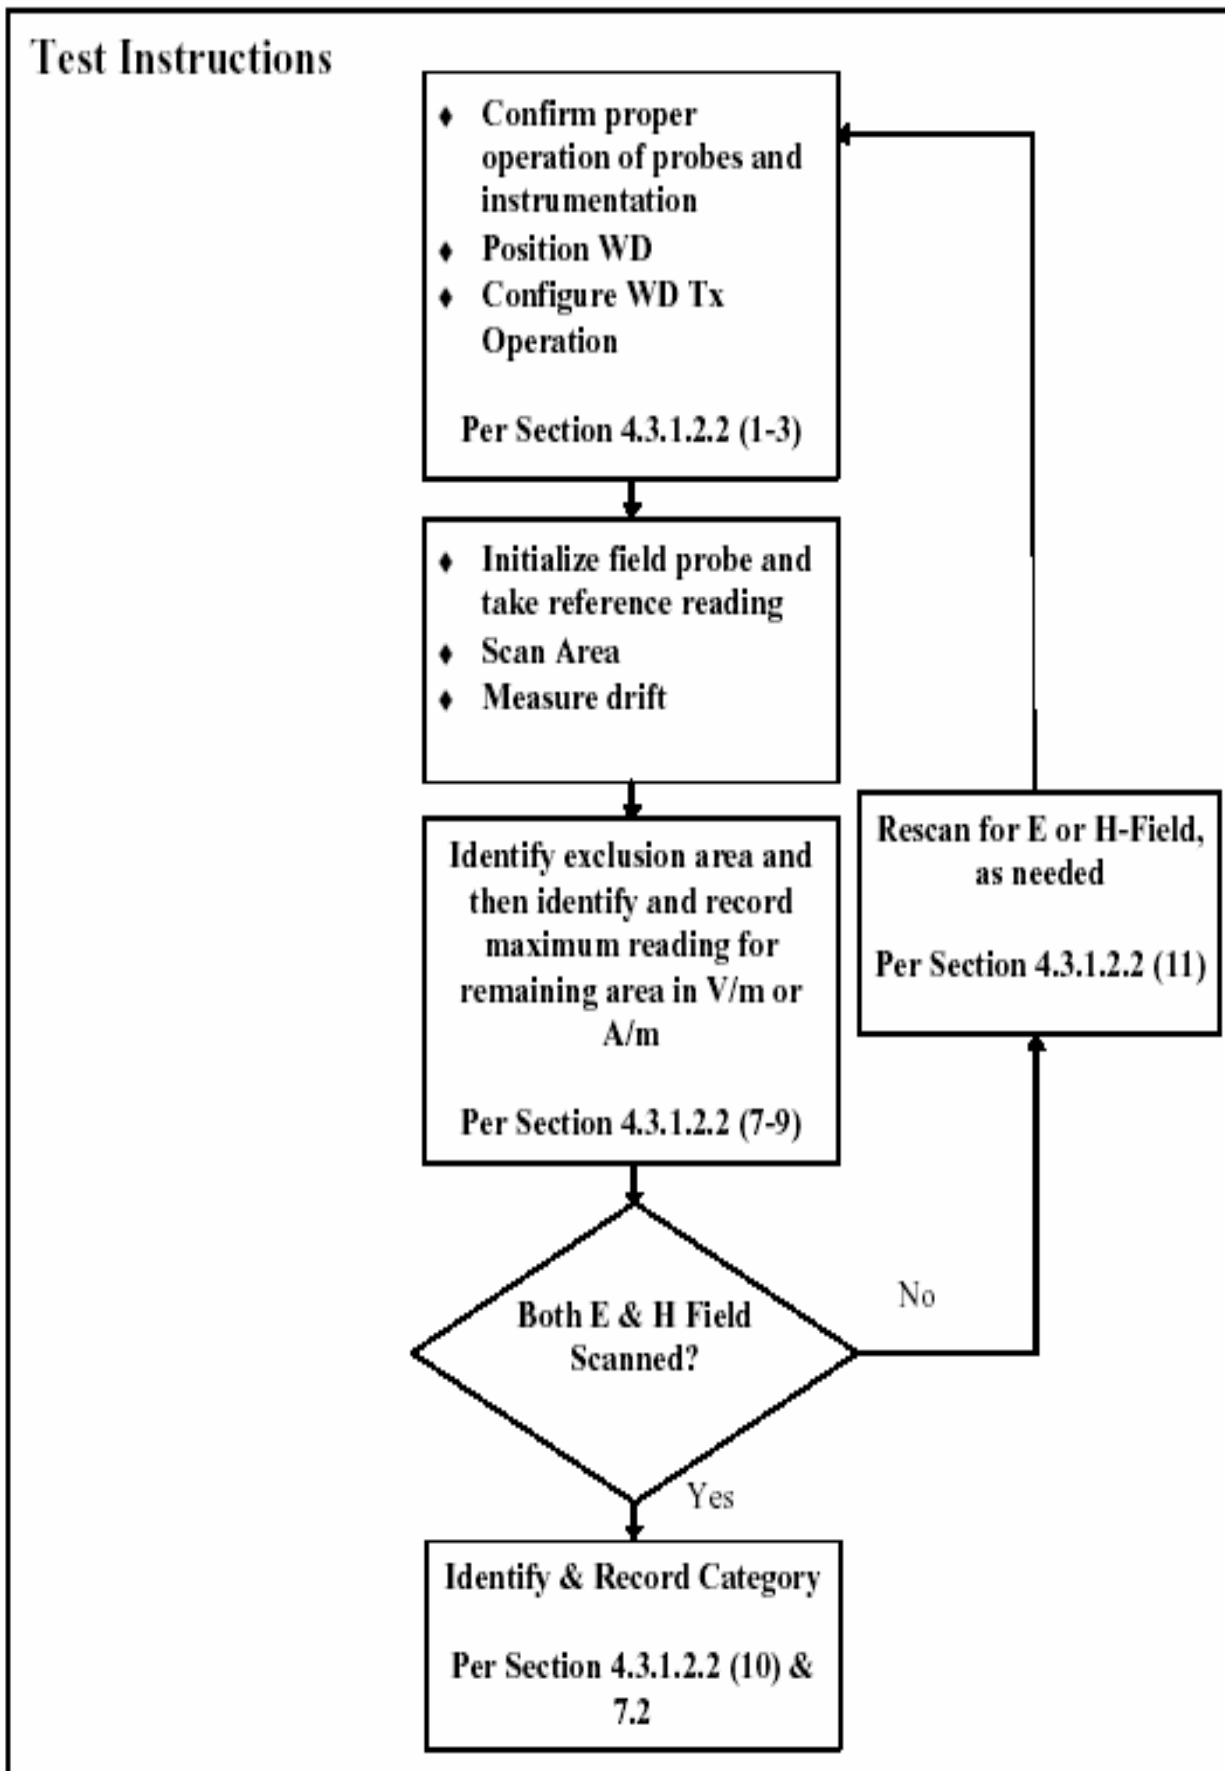 Test Instructions
♦ Confirm proper
operation of probes and
instrumentation
♦ Position WD
♦ Configure WD Tx
Operation
Per Section 4.3.1.2.2 (1-3)
♦ Initialize field probe and
take reference reading
♦ Scan Area
♦ Measure drift
Identify exclusion area and
then identify and record
maximum reading for
remaining area in V/m or
A/m
Per Section 4.3.1.2.2 (7-9)
Rescan for E or H-Field,
as needed
Per Section 4.3.1.2.2 (11)
Both E & H Field
Scanned?
No
Yes
Identify & Record Category
Per Section 4.3.1.2.2 (10) &
7.2